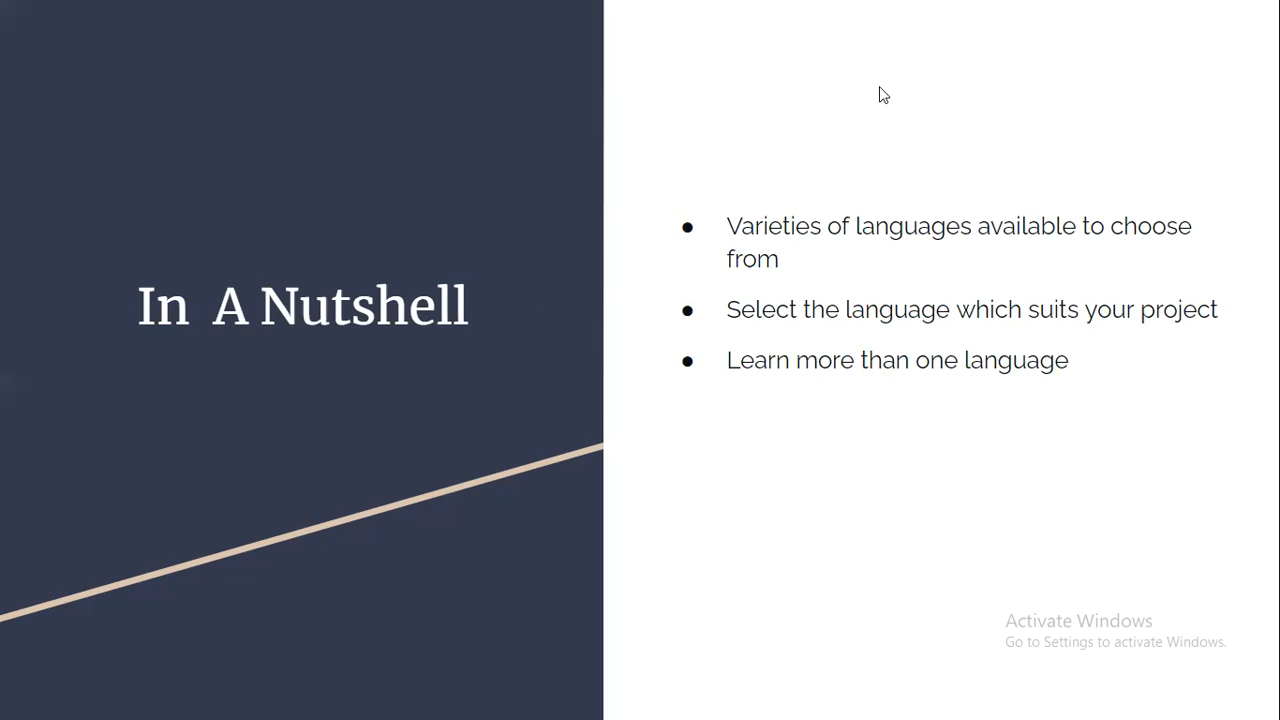 In A Nutshell
● Varieties of languages available to choose
from
● Select the language which suits your project
● Learn more than one language
Activate Windows
Go to Settings to activate Windows.